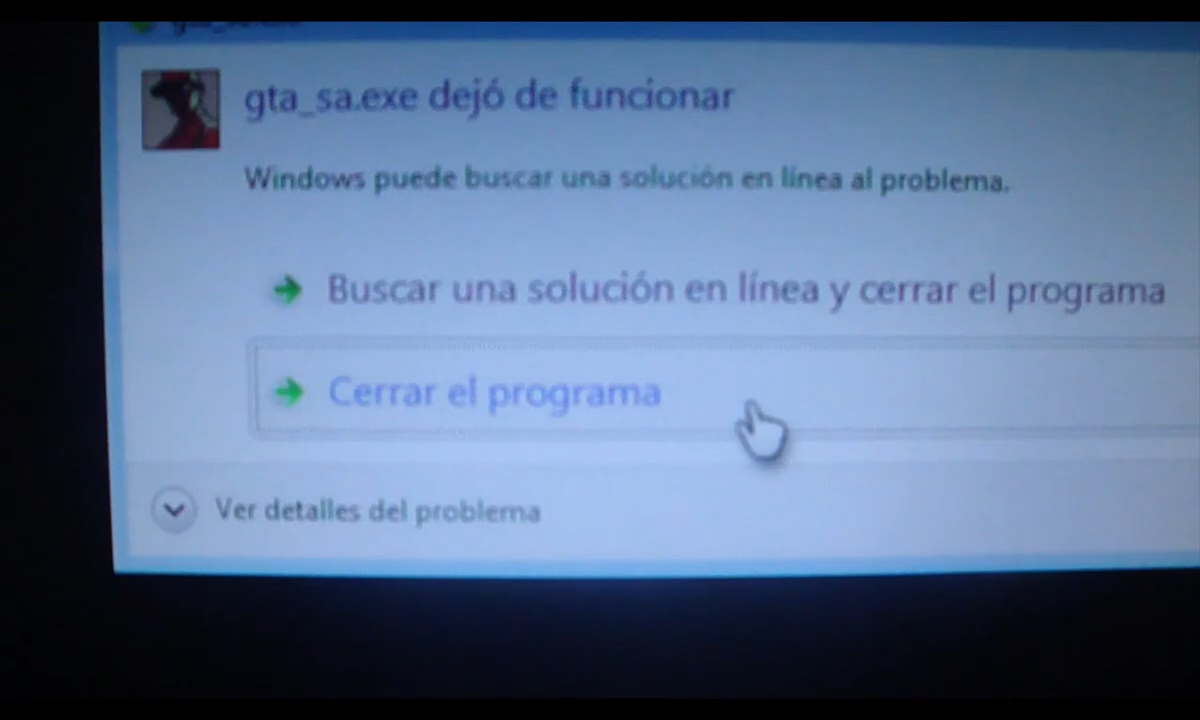 gta_sa.exe dejó de funcionar
Windows puede buscar una solución en línea al problema.
Buscar una solución en línea y cerrar el programa
Cerrar el programa
Ver detalles del problema